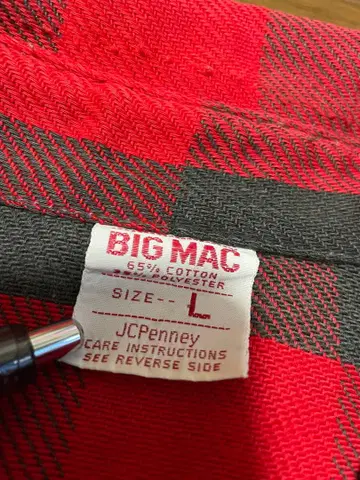 BIG MAC
65% COTTON
35% POLYESTER
SIZE-- L
JCPenney
CARE INSTRUCTIONS
SEE REVERSE SIDE